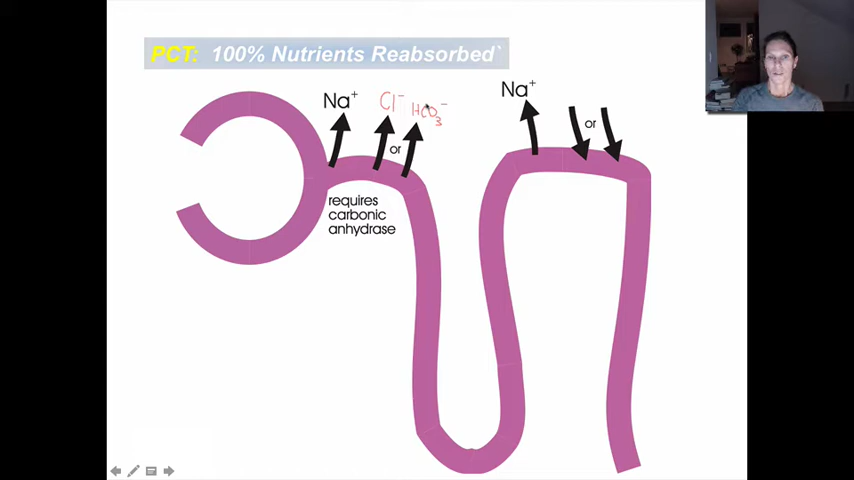 PCT: 100% Nutrients Reabsorbed`
Na+
Cl-
HCO3-
or
requires
carbonic
anhydrase
Na+
or